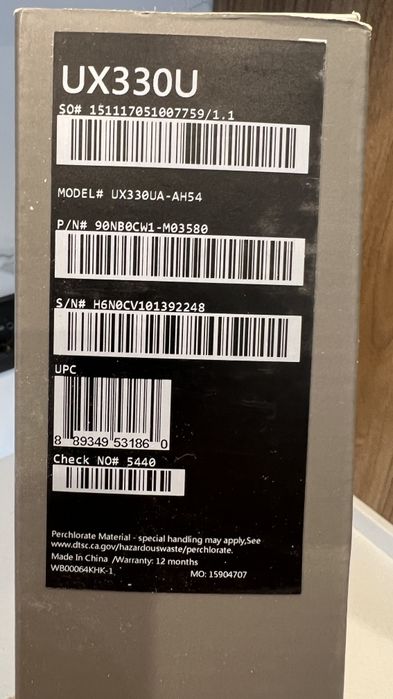 UX330U
SO# 151117051007759/1.1
MODEL# UX330UA-AH54
P/N# 90NB0CW1-M03580
S/N# H6N0CV101392248
UPC
8 89349 53186 0
Check NO# 5440
Perchlorate Material - special handling may apply,See
www.dtsc.ca.gov/hazardouswaste/perchlorate.
Made In China /Warranty: 12 months
WB00064KHK-1 MO: 15904707